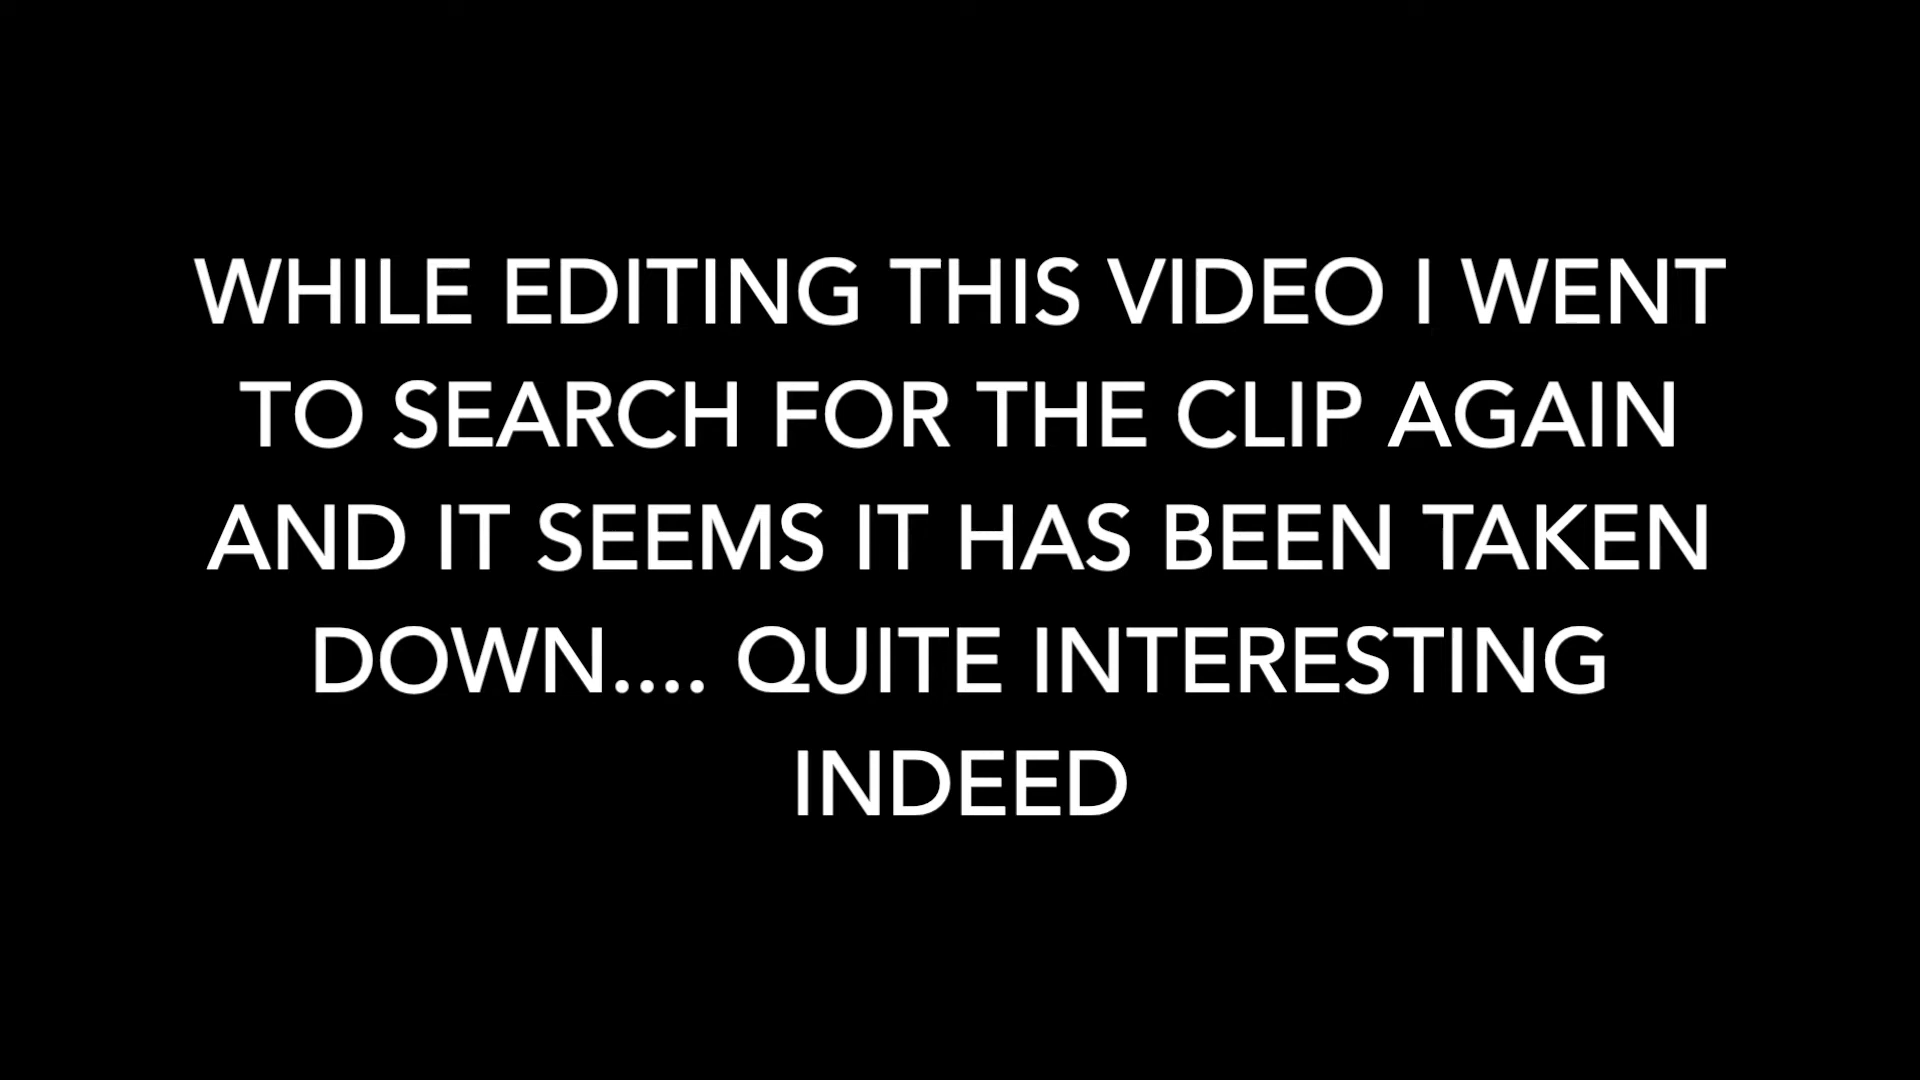 WHILE EDITING THIS VIDEO I WENT
TO SEARCH FOR THE CLIP AGAIN
AND IT SEEMS IT HAS BEEN TAKEN
DOWN.... QUITE INTERESTING
INDEED